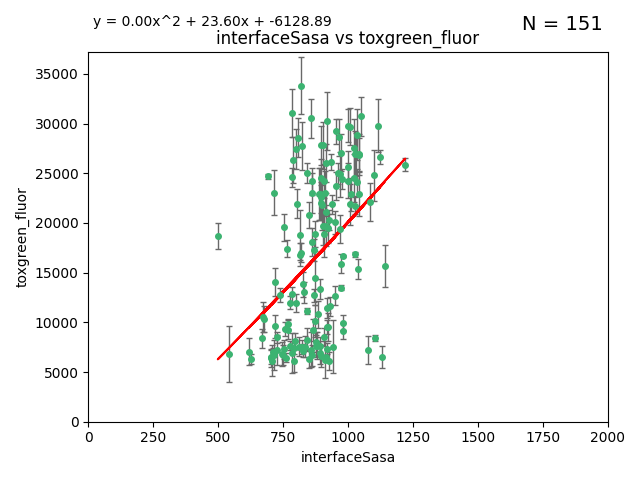 y = 0.00x^2 + 23.60x + -6128.89
N = 151
interfaceSasa vs toxgreen_fluor
35000
30000
25000
20000
15000
10000
5000
0
toxgreen_fluor
0 250 500 750 1000 1250 1500 1750 2000
interfaceSasa